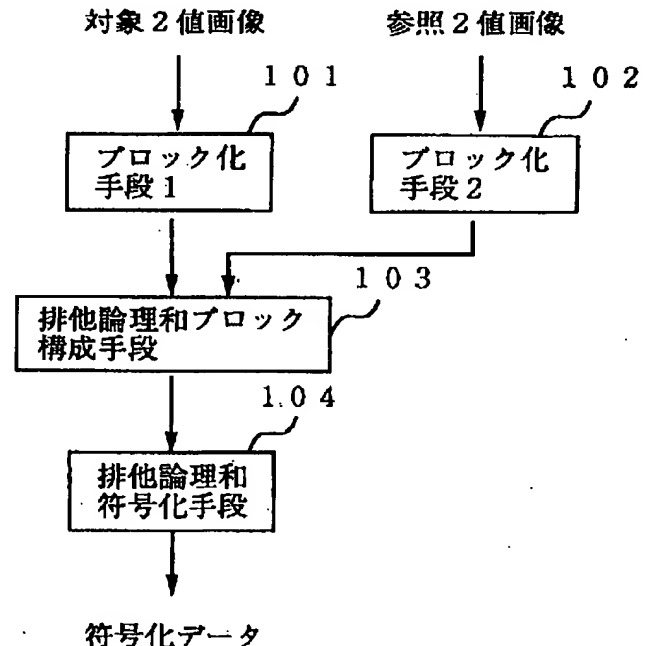 対象２値画像
参照２値画像
１０１
１０２
ブロック化
手段１
ブロック化
手段２
１０３
排他論理和ブロック
構成手段
１０４
排他論理和
符号化手段
符号化データ